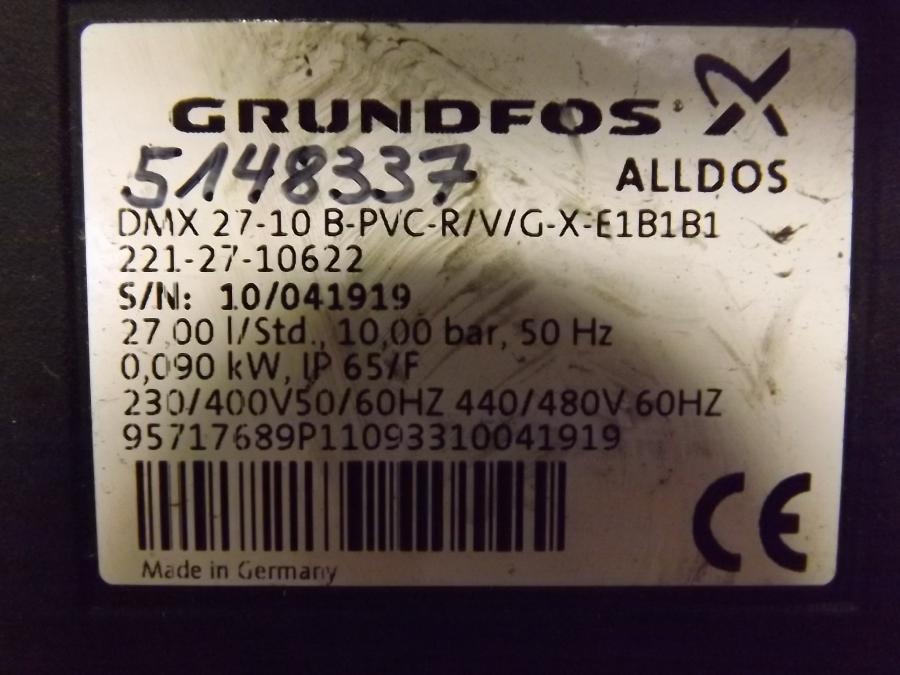 GRUNDFOS
5148337
ALLDOS
DMX 27-10 B-PVC-R/V/G-X-E1B1B1
221-27-10622
S/N: 10/041919
27,00 l/Std., 10,00 bar, 50 Hz
0,090 kW, IP 65/F
230/400V50/60HZ 440/480V 60HZ
95717689P11093310041919
CE
Made in Germany